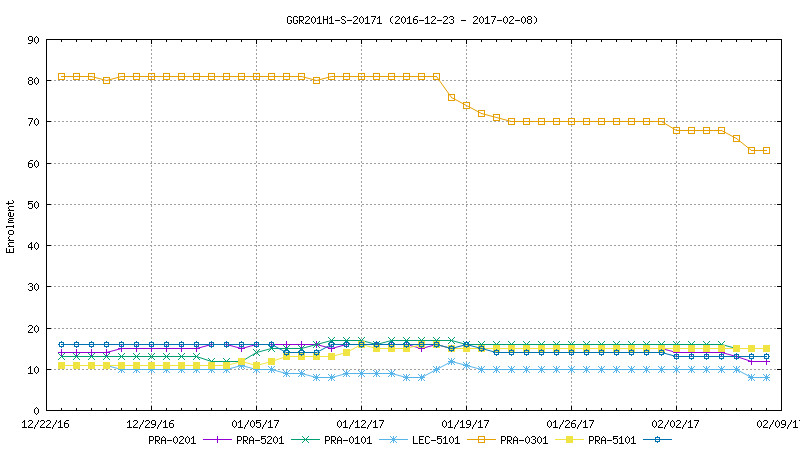 GGR201H1-S-20171 (2016-12-23 - 2017-02-08)
90
80
70
60
50
40
30
20
10
0
Enrolment
12/22/16 12/29/16 01/05/17 01/12/17 01/19/17 01/26/17 02/02/17 02/09/17
PRA-0201 PRA-5201 PRA-0101 LEC-5101 PRA-0301 PRA-5101